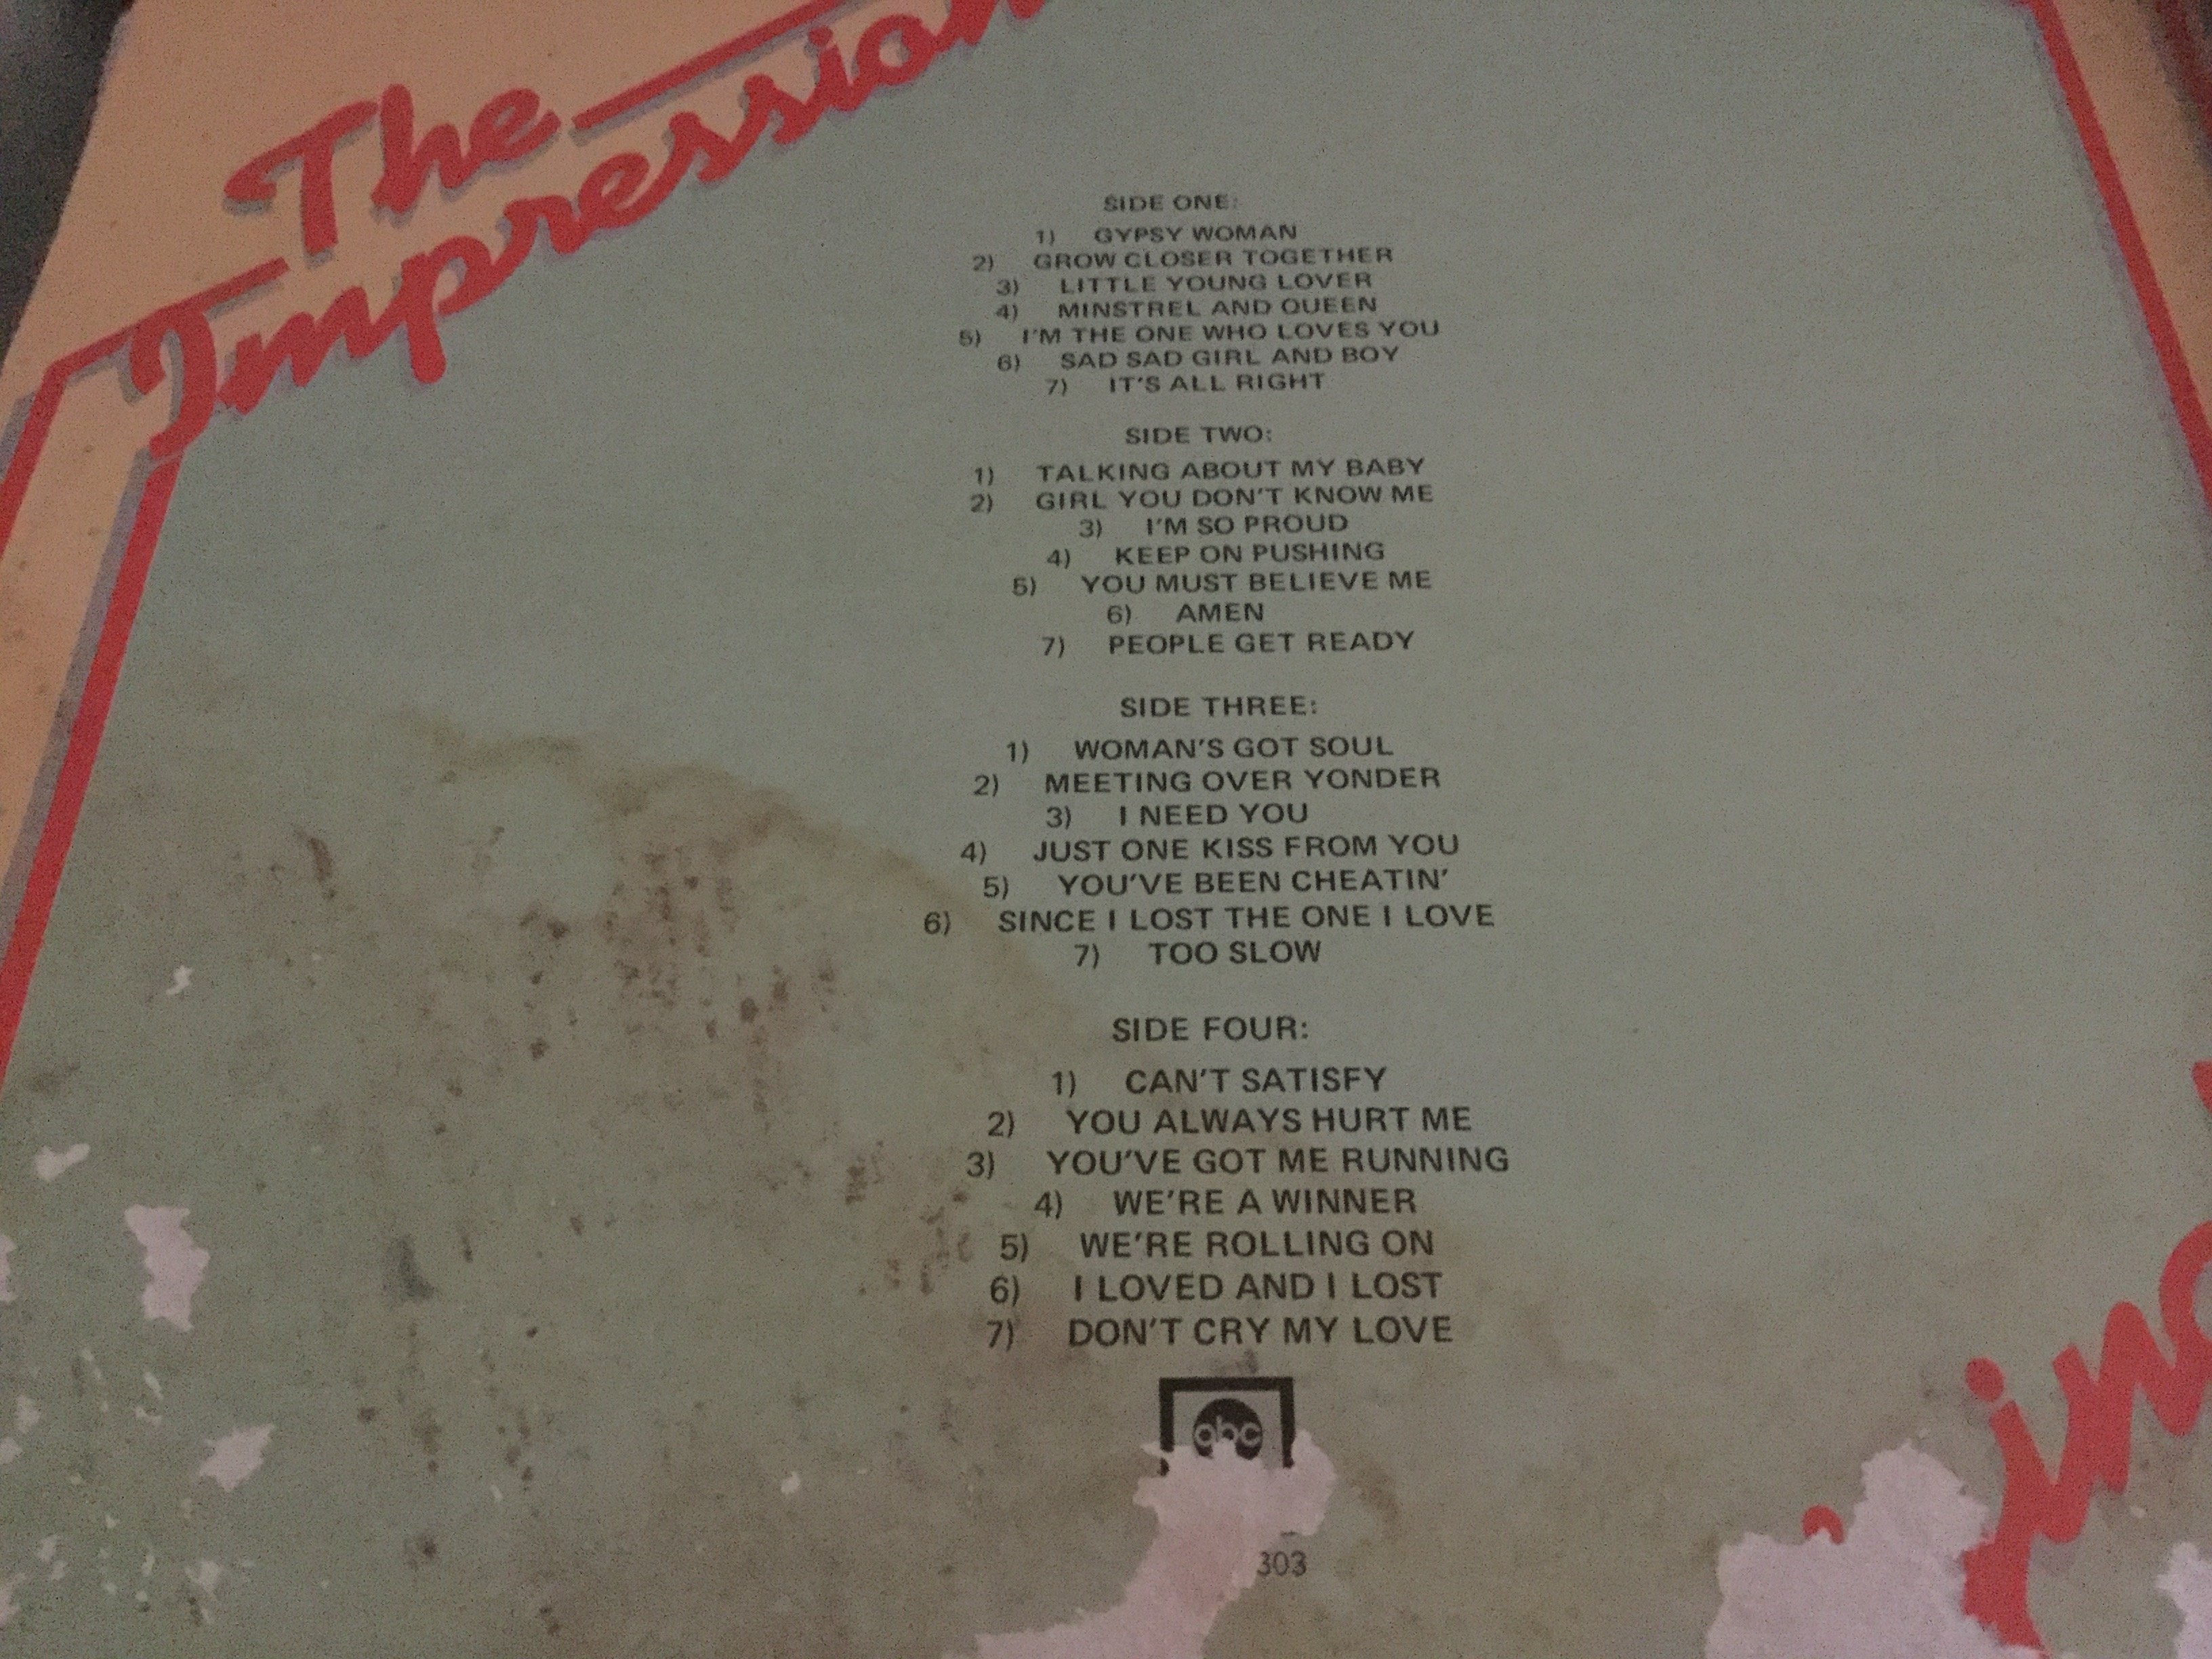 The
Impression
SIDE ONE:
1) GYPSY WOMAN
2) GROW CLOSER TOGETHER
3) LITTLE YOUNG LOVER
4) MINSTREL AND QUEEN
5) I'M THE ONE WHO LOVES YOU
6) SAD SAD GIRL AND BOY
7) IT'S ALL RIGHT
SIDE TWO:
1) TALKING ABOUT MY BABY
2) GIRL YOU DON'T KNOW ME
3) I'M SO PROUD
4) KEEP ON PUSHING
5) YOU MUST BELIEVE ME
6) AMEN
7) PEOPLE GET READY
SIDE THREE:
1) WOMAN'S GOT SOUL
2) MEETING OVER YONDER
3) I NEED YOU
4) JUST ONE KISS FROM YOU
5) YOU'VE BEEN CHEATIN'
6) SINCE I LOST THE ONE I LOVE
7) TOO SLOW
SIDE FOUR:
1) CAN'T SATISFY
2) YOU ALWAYS HURT ME
3) YOU'VE GOT ME RUNNING
4) WE'RE A WINNER
5) WE'RE ROLLING ON
6) I LOVED AND I LOST
7) DON'T CRY MY LOVE
abc
303